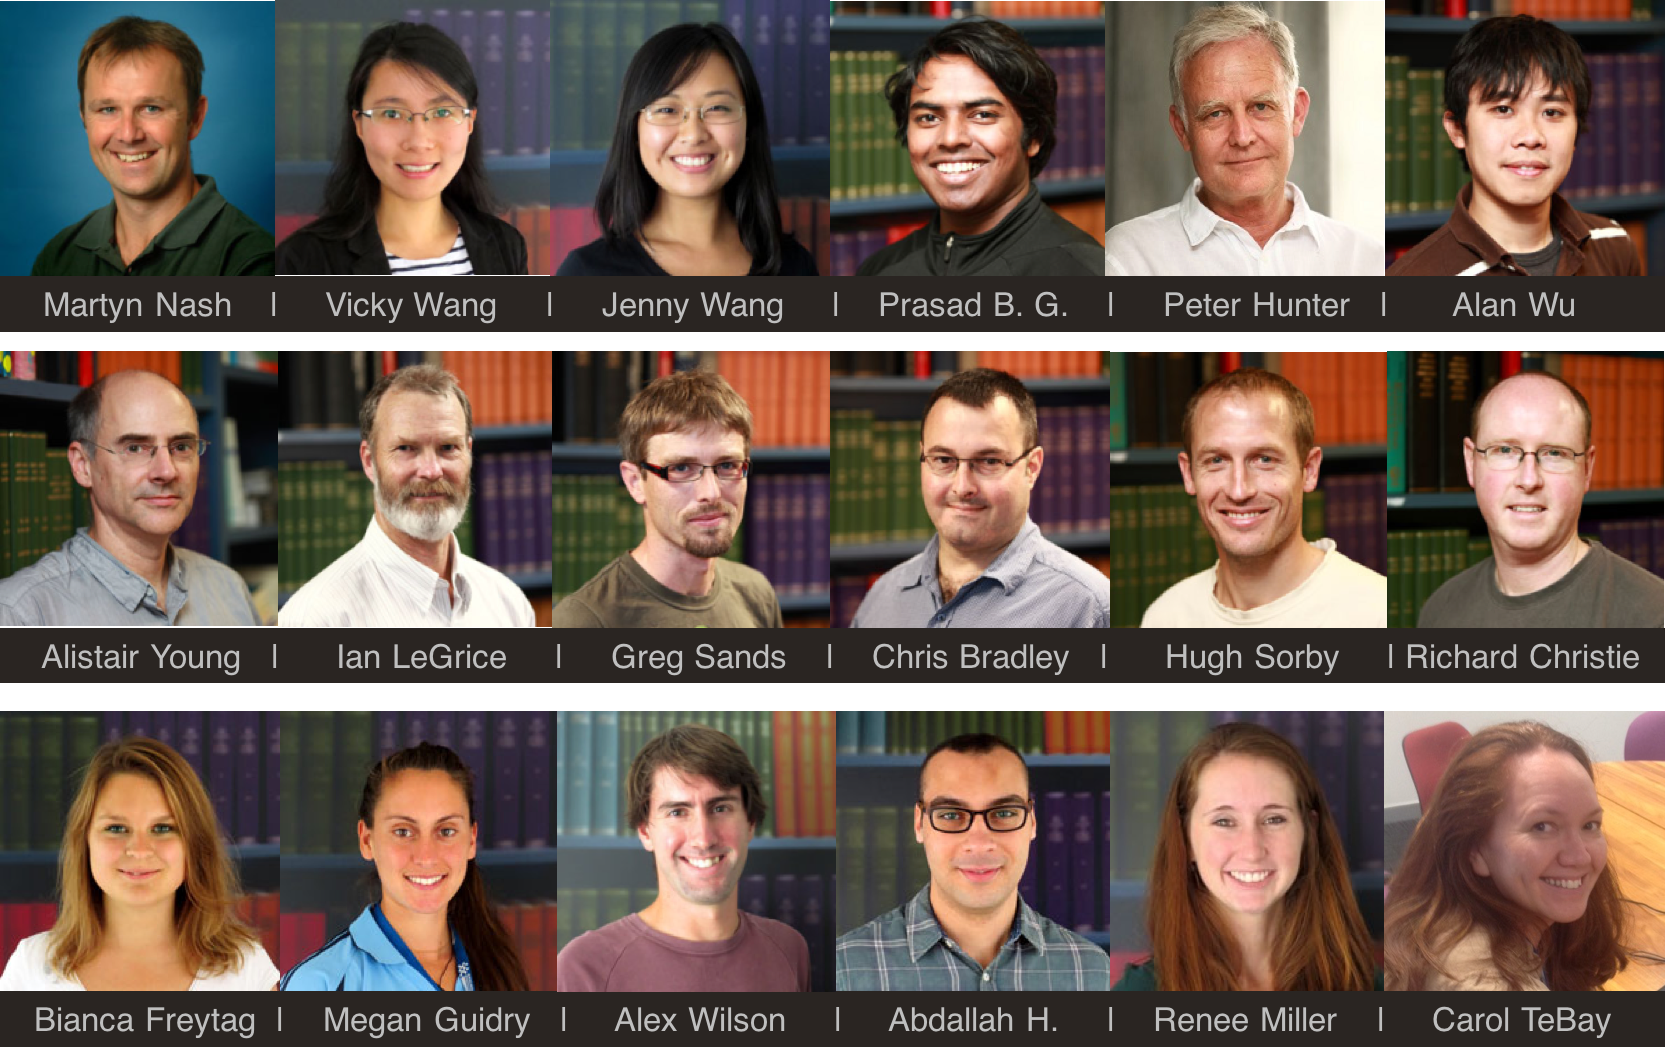 Martyn Nash | Vicky Wang | Jenny Wang | Prasad B. G. | Peter Hunter | Alan Wu
Alistair Young | Ian LeGrice | Greg Sands | Chris Bradley | Hugh Sorby | Richard Christie
Bianca Freytag | Megan Guidry | Alex Wilson | Abdallah H. | Renee Miller | Carol TeBay